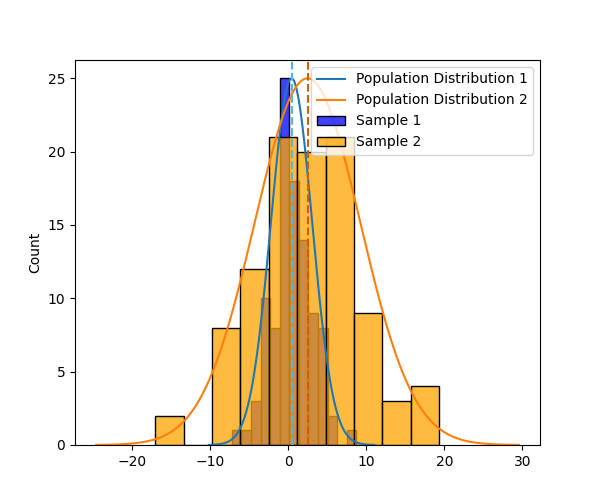 Population Distribution 1
Population Distribution 2
Sample 1
Sample 2
25
20
15
10
5
0
Count
−20 −10 0 10 20 30